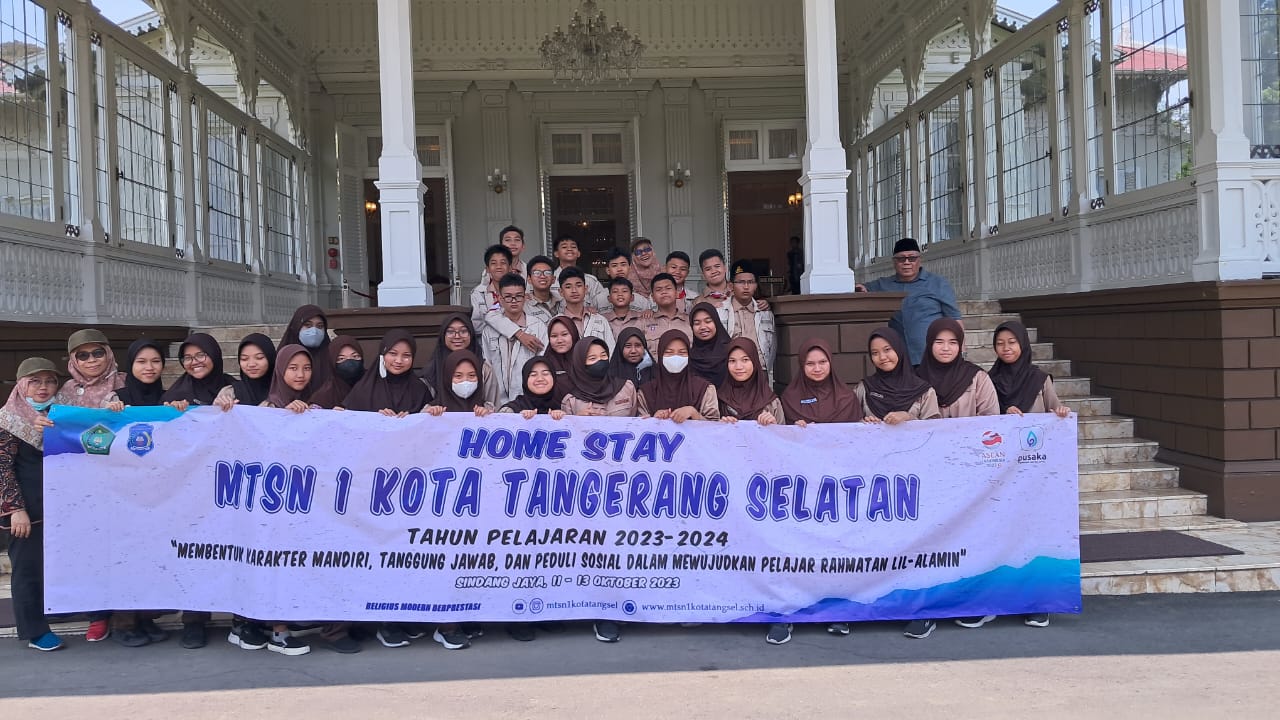 HOME STAY
MTSN 1 KOTA TANGERANG SELATAN
TAHUN PELAJARAN 2023-2024
"MEMBENTUK KARAKTER MANDIRI, TANGGUNG JAWAB, DAN PEDULI SOSIAL DALAM MEWUJUDKAN PELAJAR RAHMATAN LIL-ALAMIN"
SINDANG JAYA, 11 - 13 OKTOBER 2023
RELIGIUS MODERN BERPRESTASI
mtsn1kotatangsel
www.mtsn1kotatangsel.sch.id
ASEAN
pusaka